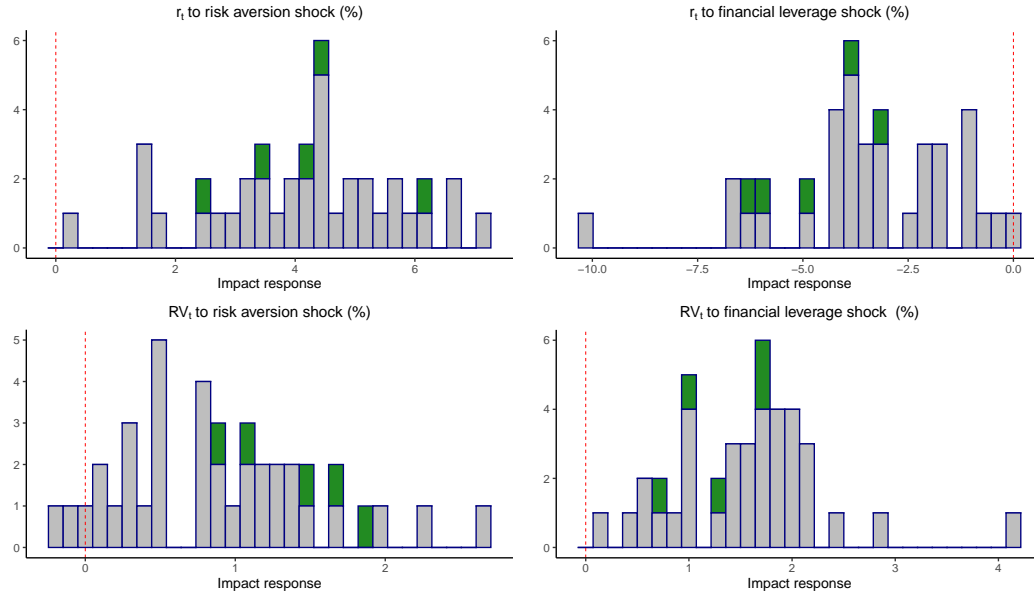 r_t to risk aversion shock (%)
6
4
2
0
0 2 4 6
Impact response
r_t to financial leverage shock (%)
6
4
2
0
−10.0 −7.5 −5.0 −2.5 0.0
Impact response
RV_t to risk aversion shock (%)
5
4
3
2
1
0
0 1 2
Impact response
RV_t to financial leverage shock (%)
6
4
2
0
0 1 2 3 4
Impact response